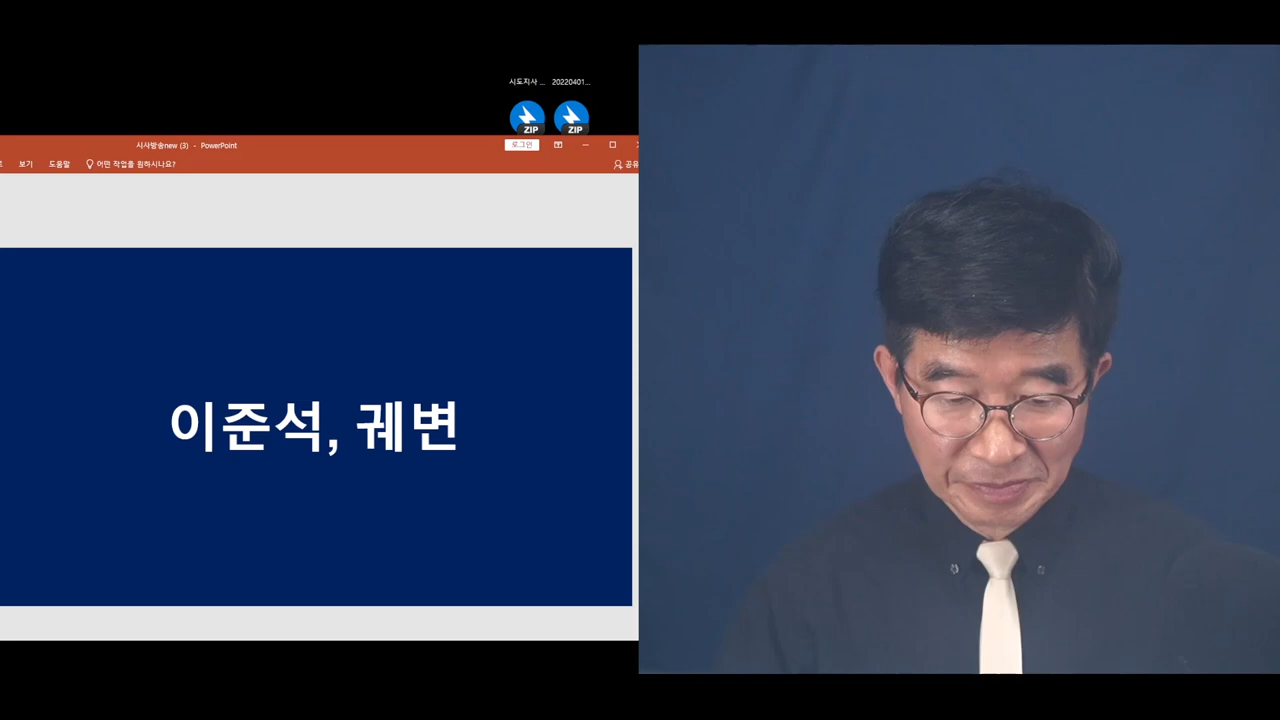 시도지사 ... 20220401...
ZIP ZIP
시사방송new (3) - PowerPoint
로그인
보기 도움말 어떤 작업을 원하시나요?
공유
이준석, 궤변